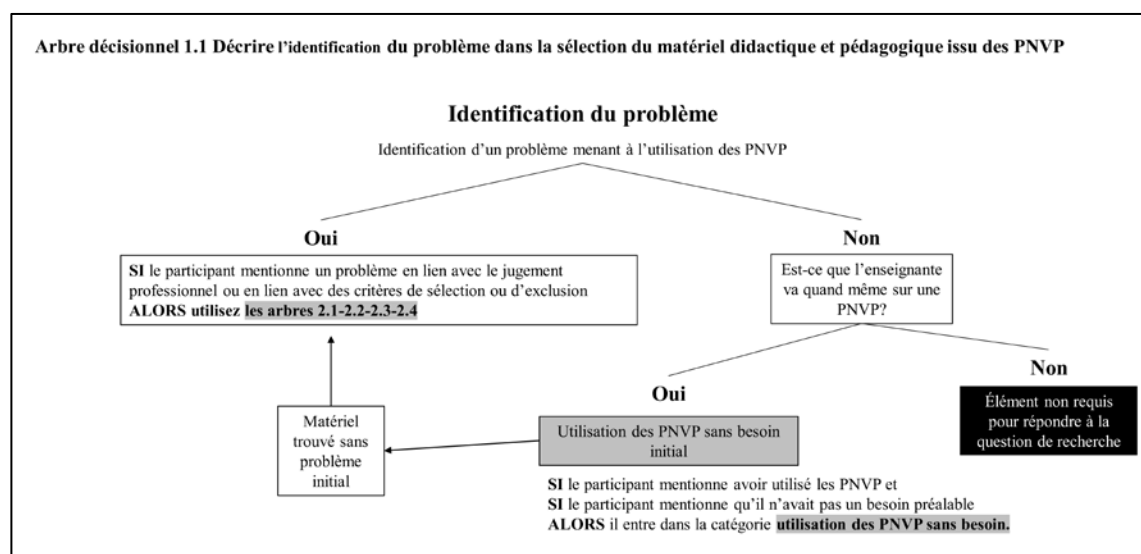 Arbre décisionnel 1.1 Décrire l'identification du problème dans la sélection du matériel didactique et pédagogique issu des PNVP
Identification du problème
Identification d'un problème menant à l'utilisation des PNVP
Oui
SI le participant mentionne un problème en lien avec le jugement
professionnel ou en lien avec des critères de sélection ou d'exclusion
ALORS utilisez les arbres 2.1-2.2-2.3-2.4
Non
Est-ce que l'enseignante
va quand même sur une
PNVP?
Oui
Non
Matériel
trouvé sans
problème
initial
Utilisation des PNVP sans besoin
initial
Élément non requis
pour répondre à la
question de recherche
SI le participant mentionne avoir utilisé les PNVP et
SI le participant mentionne qu'il n'avait pas un besoin préalable
ALORS il entre dans la catégorie utilisation des PNVP sans besoin.